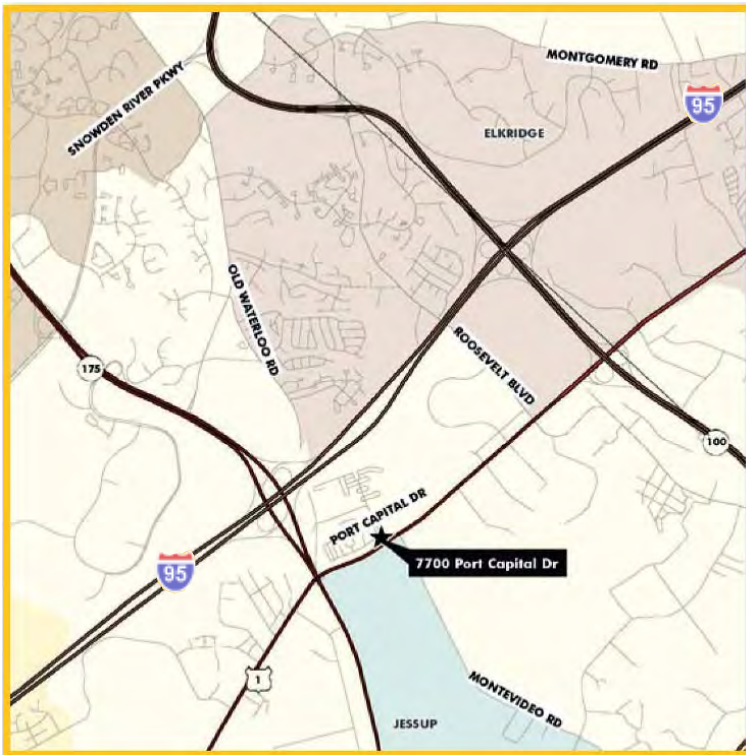 MONTGOMERY RD
SNOWDEN RIVER PKWY
95
ELKRIDGE
OLD WATERLOO RD
ROOSEVELT BLVD
175
100
PORT CAPITAL DR
7700 Port Capital Dr
95
1
MONTEVIDEO RD
JESSUP